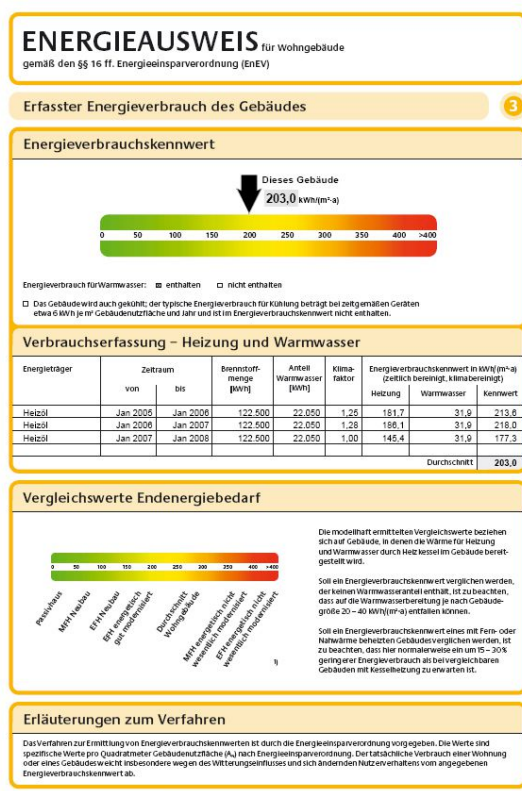 ENERGIEAUSWEIS für Wohngebäude
gemäß den §§ 16 ff. Energieeinsparverordnung (EnEV)
Erfasster Energieverbrauch des Gebäudes 3
Energieverbrauchskennwert
Dieses Gebäude
203,0 kWh/(m²·a)
0 50 100 150 200 250 300 350 400 >400
Energieverbrauch für Warmwasser: enthalten nicht enthalten
Das Gebäude wird auch gekühlt; der typische Energieverbrauch für Kühlung beträgt bei zeitgemäßen Geräten
etwa 6 kWh je m² Gebäudenutzfläche und Jahr und ist im Energieverbrauchskennwert nicht enthalten.
Verbrauchserfassung – Heizung und Warmwasser
Energieträger Zeitraum Brennstoff- Anteil Klima- Energieverbrauchskennwert in kWh/(m²·a)
menge Warmwasser faktor (zeitlich bereinigt, klimabereinigt)
von bis [kWh] [kWh] Heizung Warmwasser Kennwert
Heizöl Jan 2005 Jan 2006 122.500 22.050 1,25 181,7 31,9 213,6
Heizöl Jan 2006 Jan 2007 122.500 22.050 1,28 186,1 31,9 218,0
Heizöl Jan 2007 Jan 2008 122.500 22.050 1,00 145,4 31,9 177,3
Durchschnitt 203,0
Vergleichswerte Endenergiebedarf
0 50 100 150 200 250 300 350 400 >400
Passivhaus
MFH Neubau
EFH Neubau
EFH energetisch
gut modernisiert
Durchschnitt
Wohngebäude
MFH energetisch nicht
wesentlich modernisiert
EFH energetisch nicht
wesentlich modernisiert
Die modellhaft ermittelten Vergleichswerte beziehen
sich auf Gebäude, in denen die Wärme für Heizung
und Warmwasser durch Heizkessel im Gebäude bereit-
gestellt wird.
Soll ein Energieverbrauchskennwert verglichen werden,
der keinen Warmwasseranteil enthält, ist zu beachten,
dass auf die Warmwasserbereitung je nach Gebäude-
größe 20 – 40 kWh/(m²·a) entfallen können.
Soll ein Energieverbrauchskennwert eines mit Fern- oder
Nahwärme beheizten Gebäudes verglichen werden, ist
zu beachten, dass hier normalerweise ein um 15 – 30%
geringerer Energieverbrauch als bei vergleichbaren
Gebäuden mit Kesselheizung zu erwarten ist.
Erläuterungen zum Verfahren
Das Verfahren zur Ermittlung von Energieverbrauchskennwerten ist durch die Energieeinsparverordnung vorgegeben. Die Werte sind
spezifische Werte pro Quadratmeter Gebäudenutzfläche (Aₙ) nach Energieeinsparverordnung. Der tatsächliche Verbrauch einer Wohnung
oder eines Gebäudes weicht insbesondere wegen des Witterungseinflusses und sich ändernden Nutzerverhaltens vom angegebenen
Energieverbrauchskennwert ab.